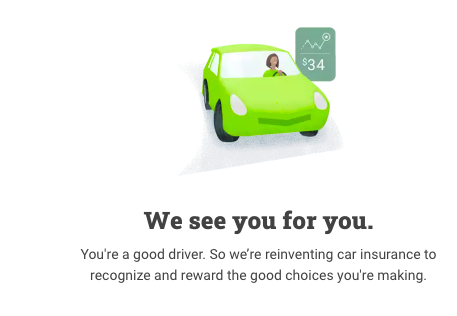 $34
We see you for you.
You're a good driver. So we’re reinventing car insurance to
recognize and reward the good choices you're making.